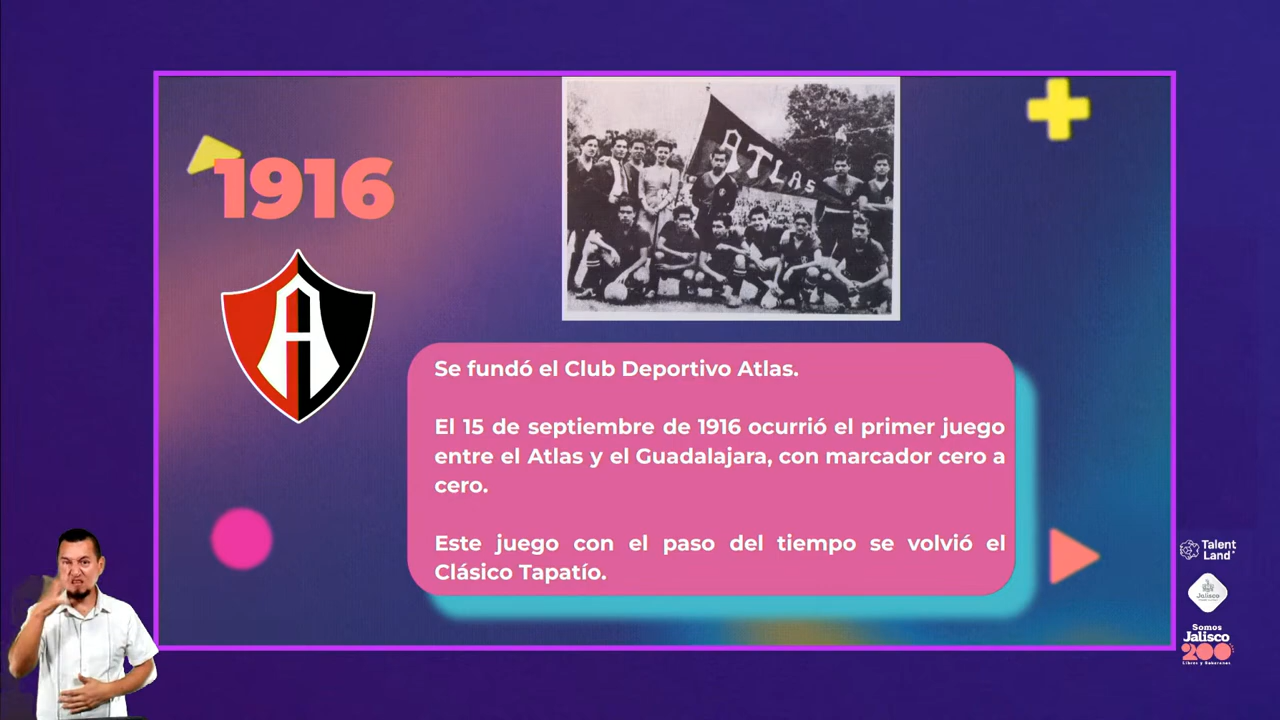 1916
ATLAS
A
Se fundó el Club Deportivo Atlas.
El 15 de septiembre de 1916 ocurrió el primer juego
entre el Atlas y el Guadalajara, con marcador cero a
cero.
Este juego con el paso del tiempo se volvió el
Clásico Tapatío.
Talent
Land
Jalisco
Somos
Jalisco
200
Libres y Soberanos